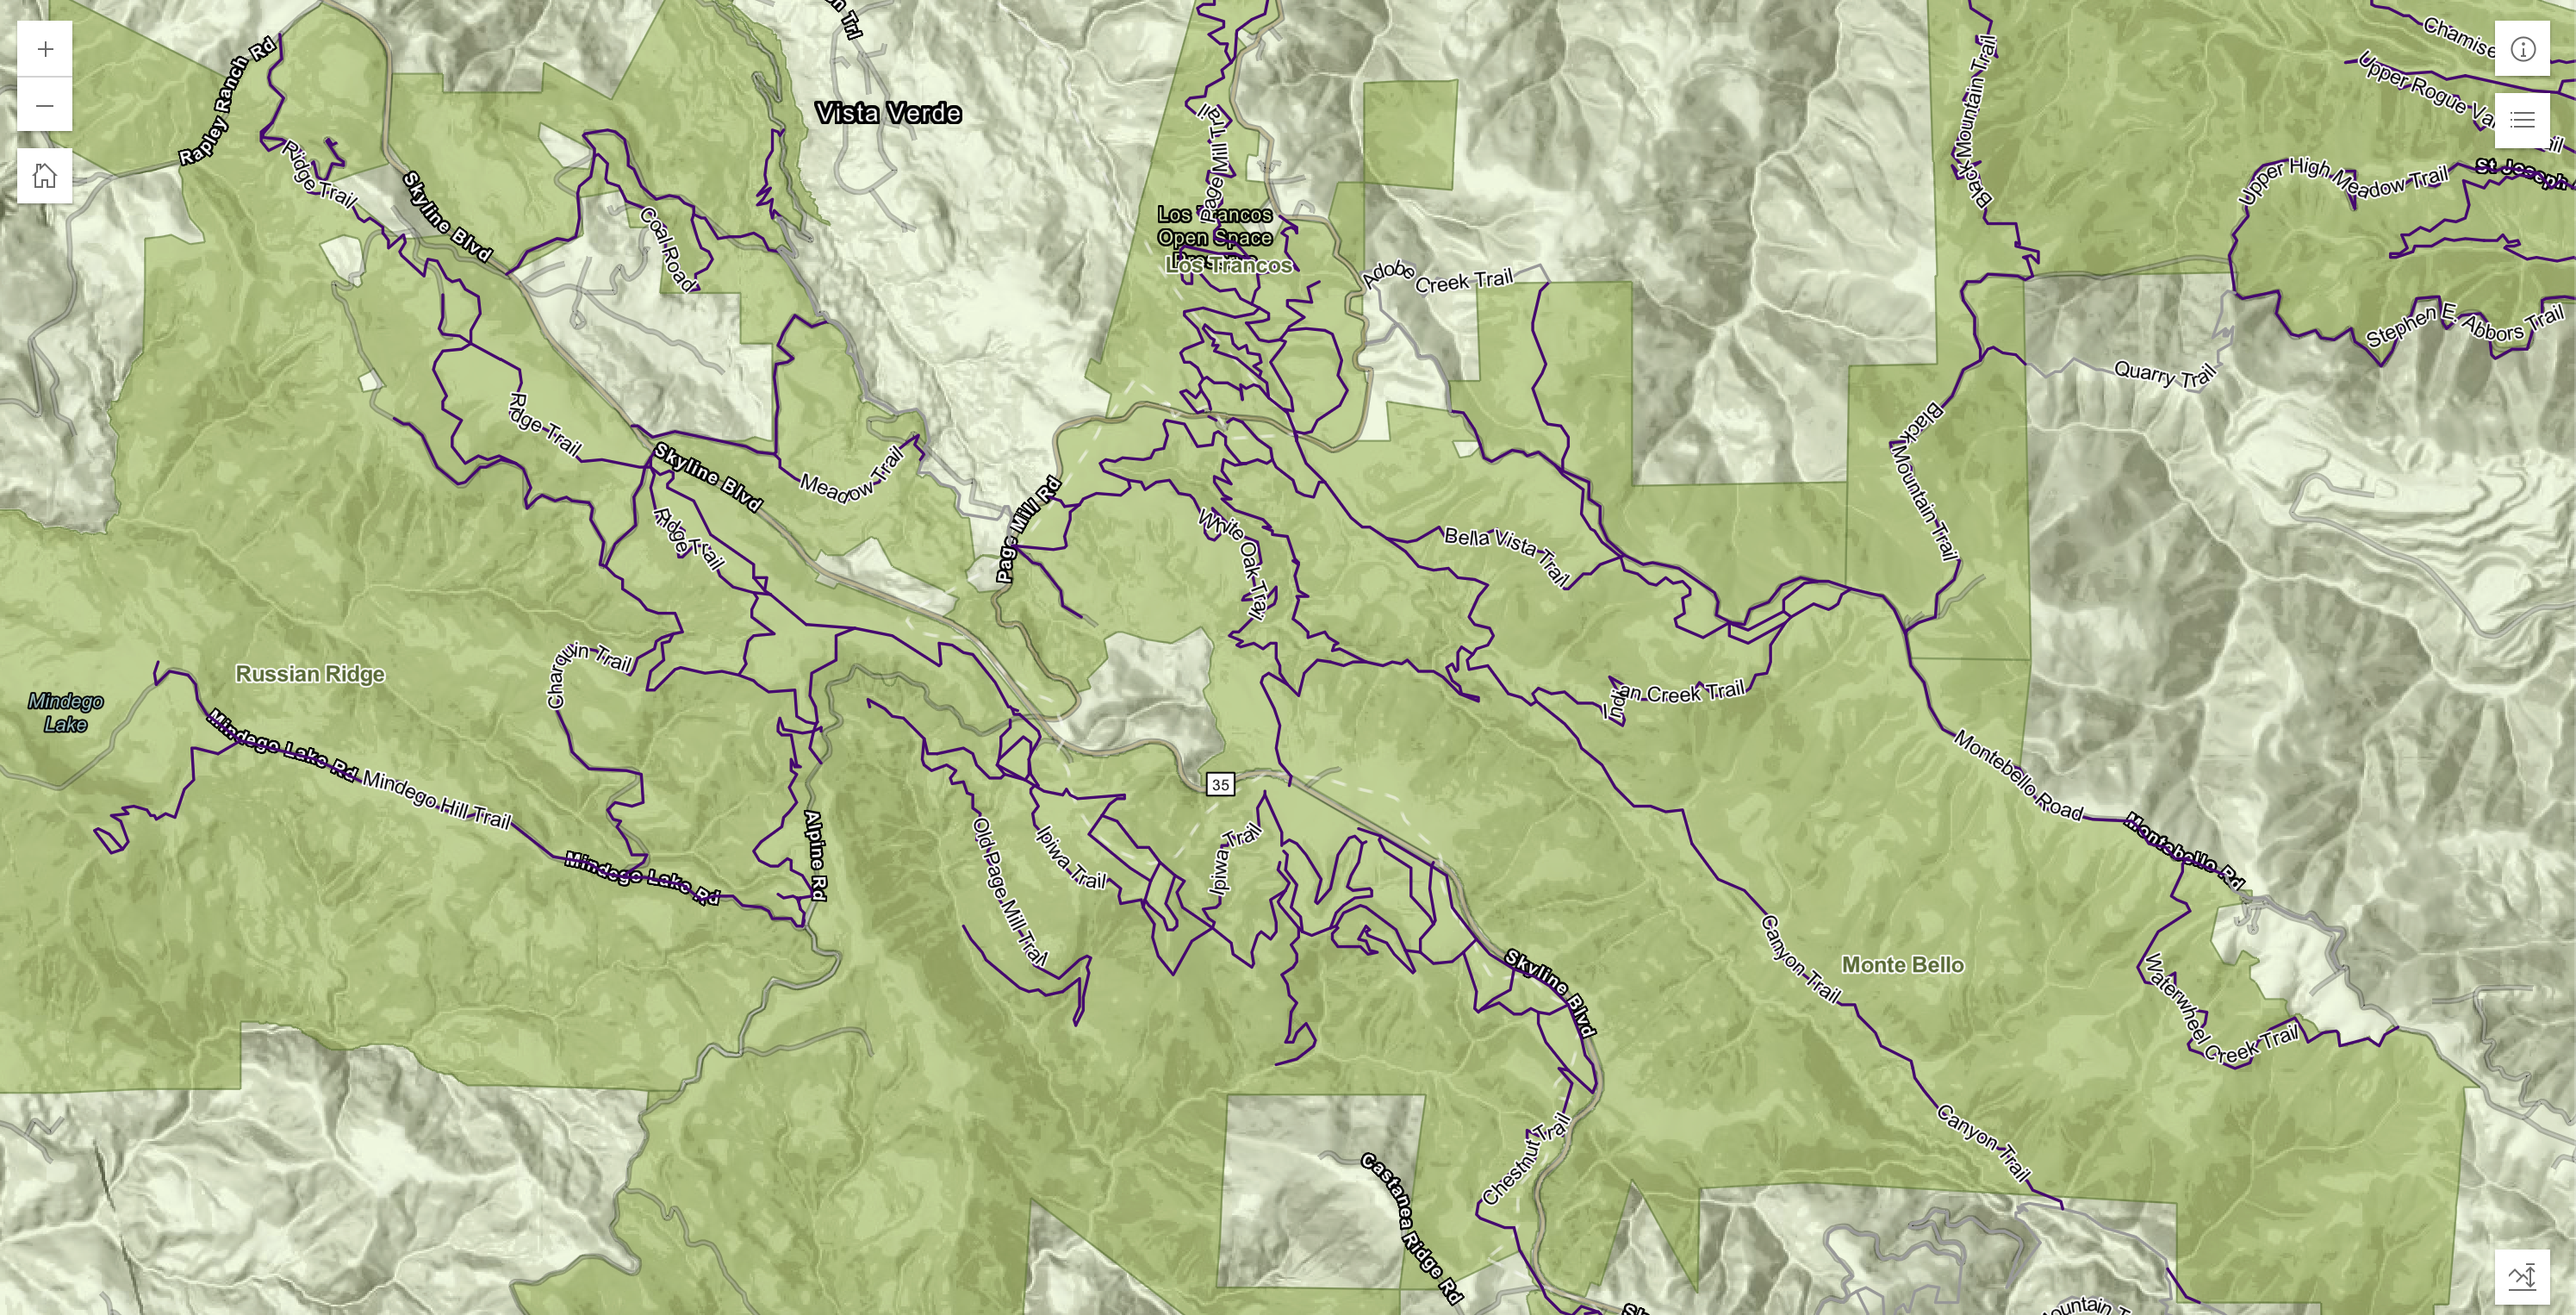 Chamise
Rapley Ranch Rd
Black Mountain Trail
Upper Rogue Va
ail
Vista Verde
Page Mill Trail
Ridge Trail
Skyline Blvd
Upper High Meadow Trail
St Joseph
Coal Road
Los Trancos
Open Space
Los Trancos
Adobe Creek Trail
Stephen E. Abbors Trail
Quarry Trail
Ridge Trail
Black Mountain Trail
Skyline Blvd
Meadow Trail
Page Mill Rd
Ridge Trail
White Oak Trail
Bella Vista Trail
Charquin Trail
Russian Ridge
Mindego
Lake
Indian Creek Trail
Mindego Lake Rd
Mindego Hill Trail
Montebello Road
35
Alpine Rd
Old Page Mill Trail
Ipiwa Trail
Ipiwa Trail
Montebello Rd
Mindego Lake Rd
Canyon Trail
Monte Bello
Skyline Blvd
Waterwheel Creek Trail
Canyon Trail
Chestnut Trail
Castanea Ridge Rd